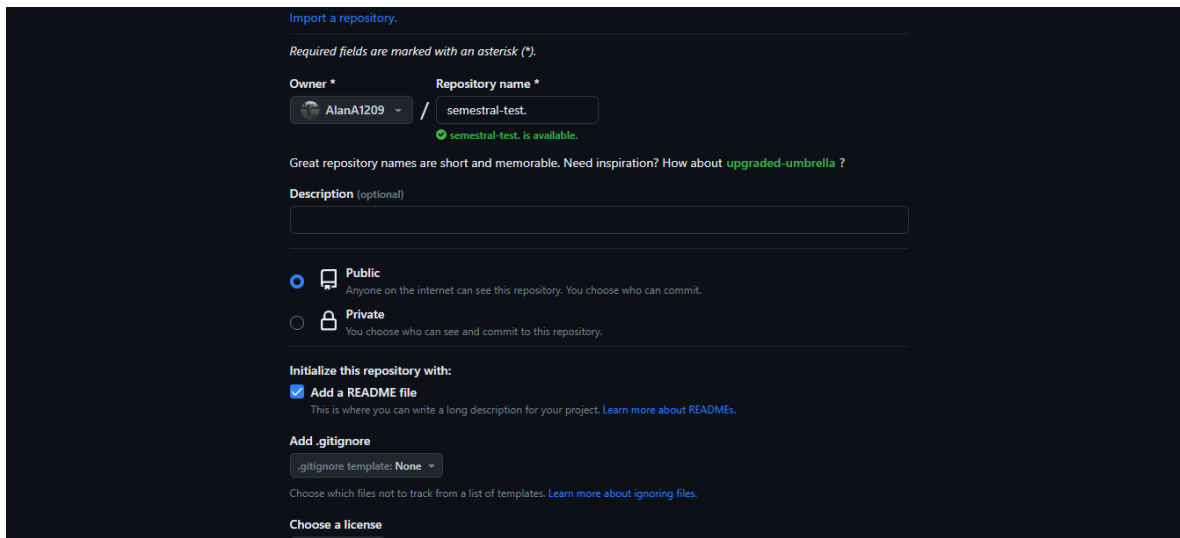 Import a repository.
Required fields are marked with an asterisk (*).
Owner * Repository name *
AlanA1209 / semestral-test.
semestral-test. is available.
Great repository names are short and memorable. Need inspiration? How about upgraded-umbrella ?
Description (optional)
Public
Anyone on the internet can see this repository. You choose who can commit.
Private
You choose who can see and commit to this repository.
Initialize this repository with:
Add a README file
This is where you can write a long description for your project. Learn more about READMEs.
Add .gitignore
.gitignore template: None
Choose which files not to track from a list of templates. Learn more about ignoring files.
Choose a license